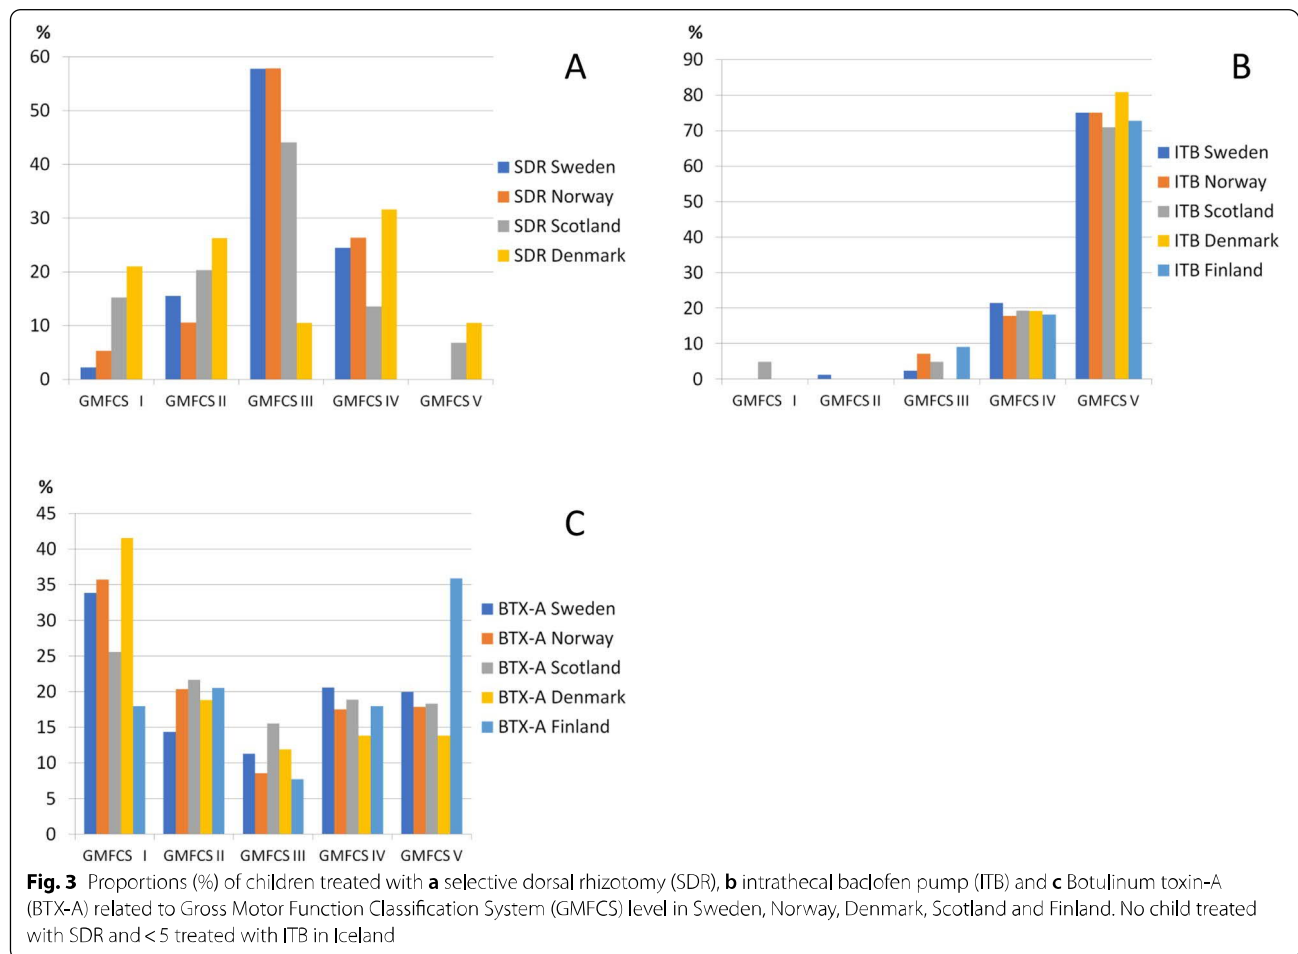 %
60
50
40
30
20
10
0
GMFCS I GMFCS II GMFCS III GMFCS IV GMFCS V
A
SDR Sweden
SDR Norway
SDR Scotland
SDR Denmark
%
90
80
70
60
50
40
30
20
10
0
GMFCS I GMFCS II GMFCS III GMFCS IV GMFCS V
B
ITB Sweden
ITB Norway
ITB Scotland
ITB Denmark
ITB Finland
%
45
40
35
30
25
20
15
10
5
0
GMFCS I GMFCS II GMFCS III GMFCS IV GMFCS V
C
BTX-A Sweden
BTX-A Norway
BTX-A Scotland
BTX-A Denmark
BTX-A Finland
Fig. 3 Proportions (%) of children treated with a selective dorsal rhizotomy (SDR), b intrathecal baclofen pump (ITB) and c Botulinum toxin-A
(BTX-A) related to Gross Motor Function Classification System (GMFCS) level in Sweden, Norway, Denmark, Scotland and Finland. No child treated
with SDR and < 5 treated with ITB in Iceland